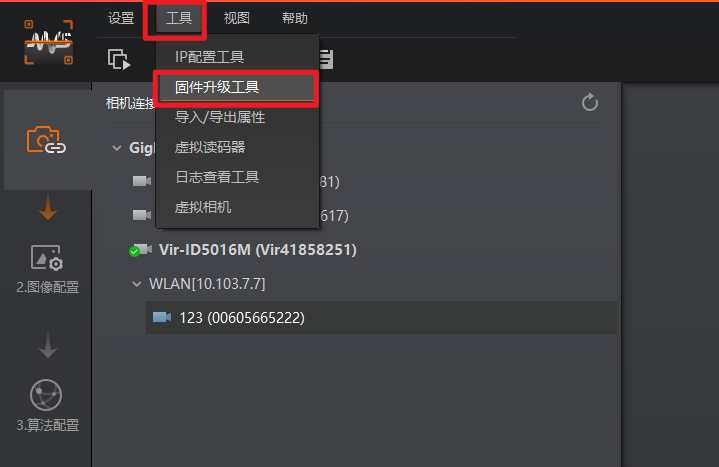 设置 工具 视图 帮助
IP配置工具
固件升级工具
相机连接
导入/导出属性
虚拟读码器
日志查看工具
81)
虚拟相机
617)
Vir-ID5016M (Vir41858251)
WLAN[10.103.7.7]
123 (00605665222)
2.图像配置
3.算法配置